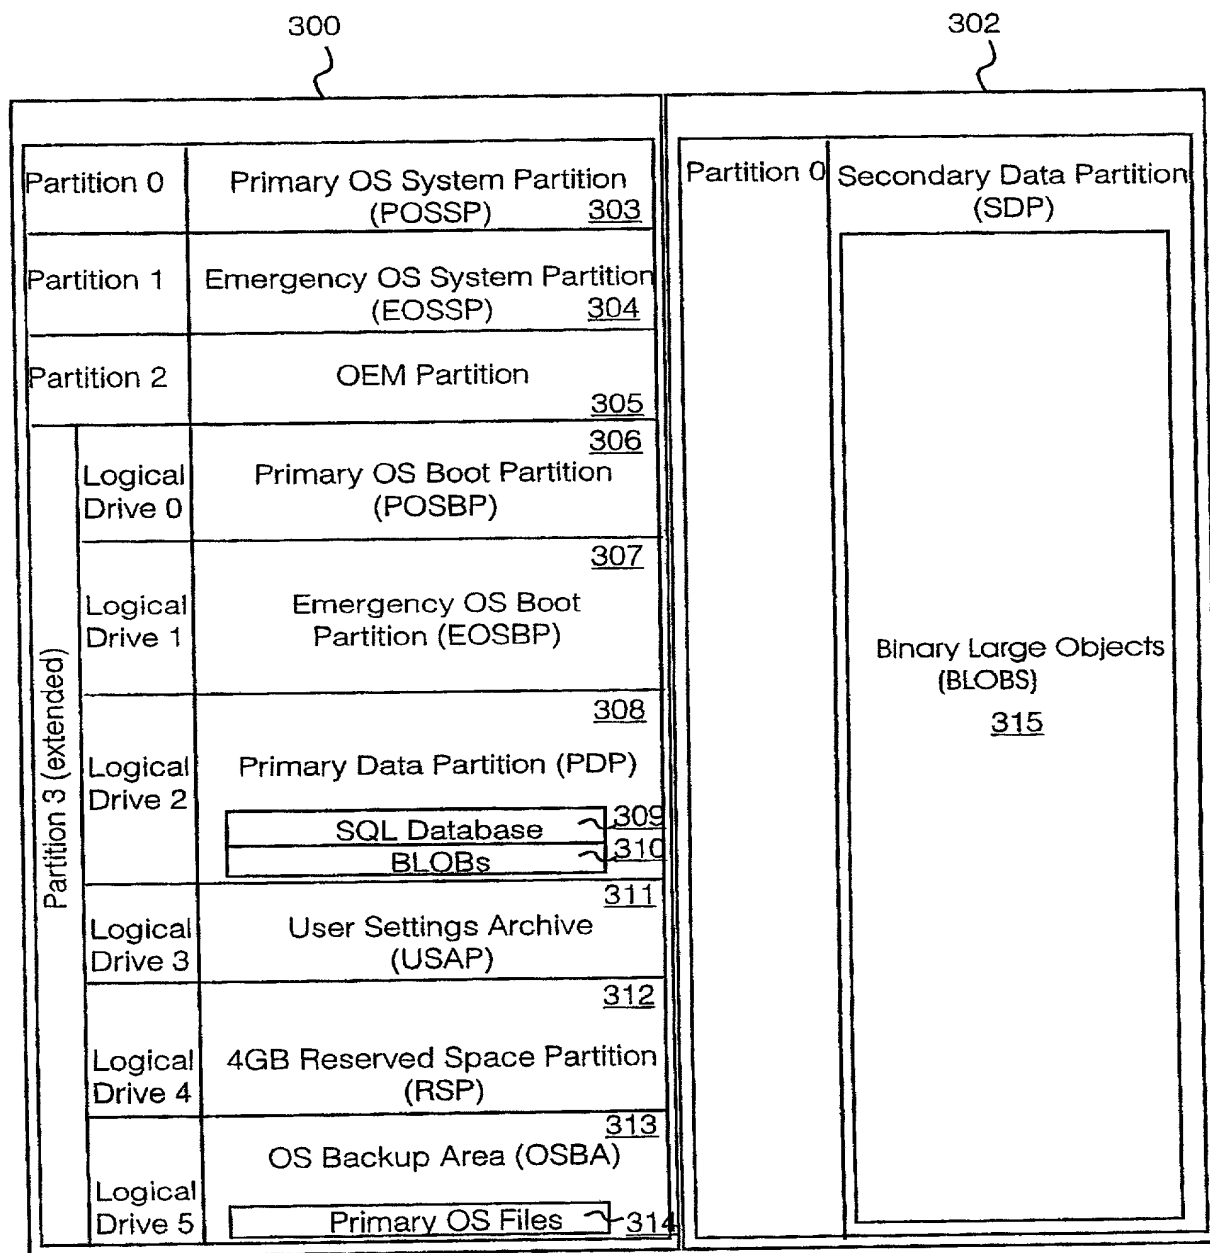 300
302
Partition 0
Primary OS System Partition
(POSSP)
303
Partition 1
Emergency OS System Partition
(EOSSP)
304
Partition 2
OEM Partition
305
Partition 3 (extended)
306
Logical
Drive 0
Primary OS Boot Partition
(POSBP)
307
Logical
Drive 1
Emergency OS Boot
Partition (EOSBP)
308
Logical
Drive 2
Primary Data Partition (PDP)
SQL Database
309
BLOBs
310
311
Logical
Drive 3
User Settings Archive
(USAP)
312
Logical
Drive 4
4GB Reserved Space Partition
(RSP)
313
OS Backup Area (OSBA)
Logical
Drive 5
Primary OS Files
314
Partition 0
Secondary Data Partition
(SDP)
Binary Large Objects
(BLOBS)
315